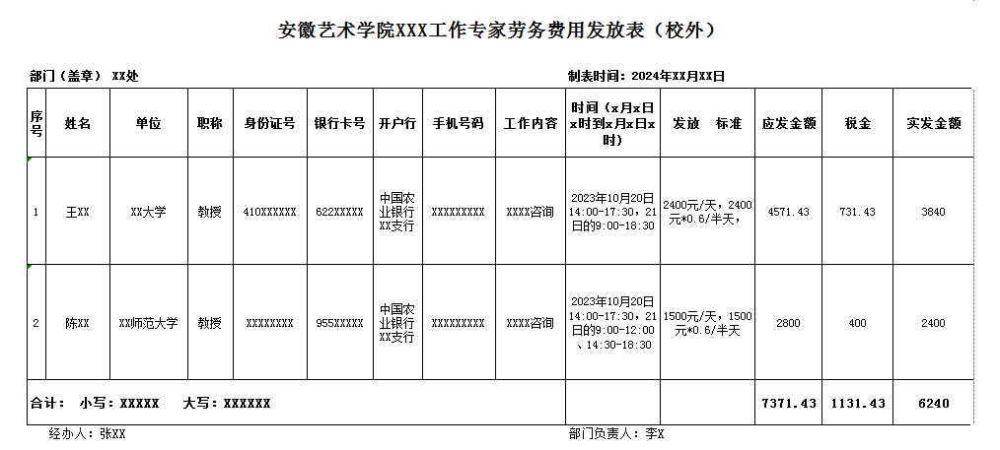 安徽艺术学院XXX工作专家劳务费用发放表（校外）
部门（盖章） XX处 制表时间：2024年XX月XX日
序号 姓名 单位 职称 身份证号 银行卡号 开户行 手机号码 工作内容 时间（x月x日x时到x月x日x时） 发放 标准 应发金额 税金 实发金额
1 王XX XX大学 教授 410XXXXXX 622XXXXX 中国农业银行XX支行 XXXXXXXXX XXXX咨询 2023年10月20日14:00-17:30，21日的9:00-18:30 2400元/天，2400元*0.6/半天， 4571.43 731.43 3840
2 陈XX XX师范大学 教授 XXXXXXXX 955XXXXX 中国农业银行XX支行 XXXXXXXXX XXXX咨询 2023年10月20日14:00-17:30，21日的9:00-12:00、14:30-18:30 1500元/天，1500元*0.6/半天 2800 400 2400
合计： 小写：XXXXX 大写：XXXXXX 7371.43 1131.43 6240
经办人：张XX 部门负责人：李X